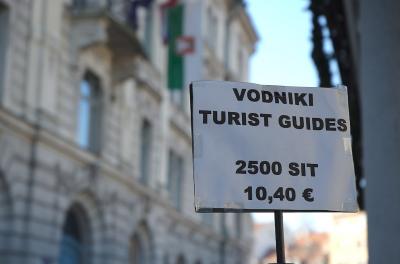 VODNIKI
TURIST GUIDES
2500 SIT
10,40 €